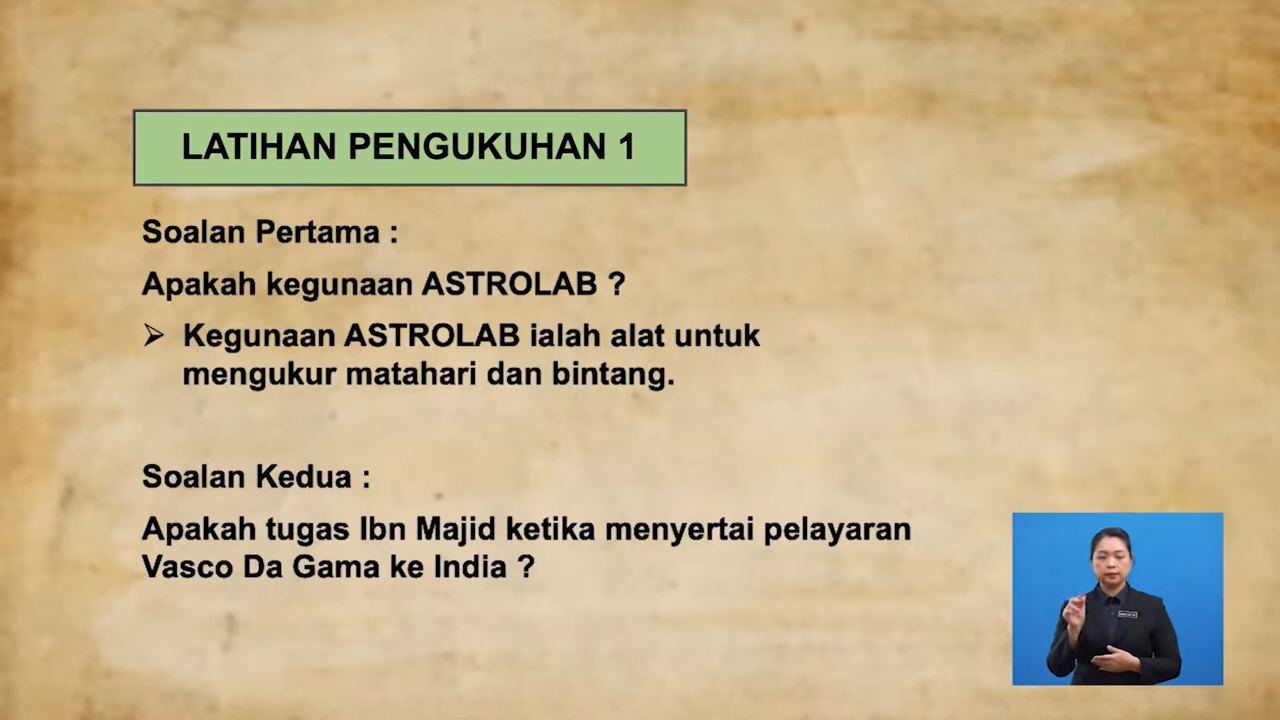 LATIHAN PENGUKUHAN 1
Soalan Pertama :
Apakah kegunaan ASTROLAB ?
➢ Kegunaan ASTROLAB ialah alat untuk
mengukur matahari dan bintang.
Soalan Kedua :
Apakah tugas Ibn Majid ketika menyertai pelayaran
Vasco Da Gama ke India ?